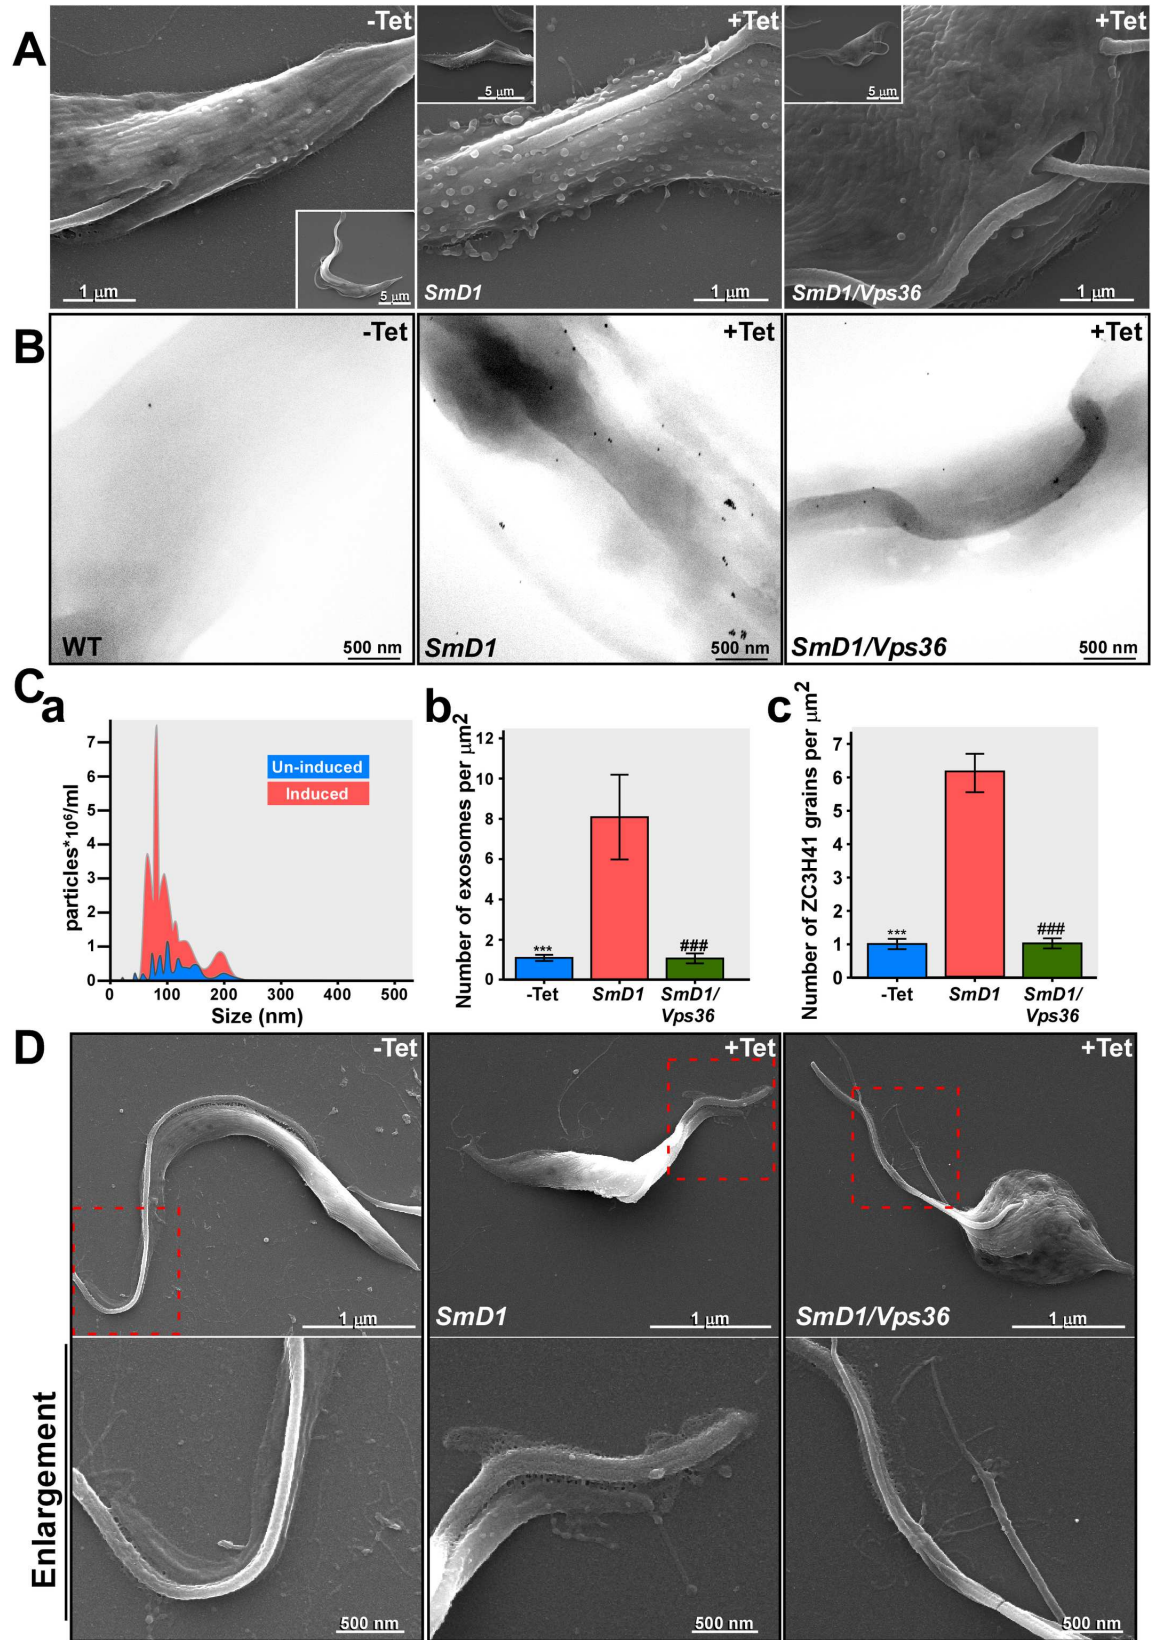 A
-Tet
1 μm
5 μm
+Tet
5 μm
SmD1
1 μm
+Tet
5 μm
SmD1/Vps36
1 μm
B
-Tet
WT
500 nm
+Tet
SmD1
500 nm
+Tet
SmD1/Vps36
500 nm
C
a
particles*10⁶/ml
7
6
5
4
3
2
1
0
Un-induced
Induced
0 100 200 300 400 500
Size (nm)
b
Number of exosomes per μm²
12
10
8
6
4
2
0
***
###
-Tet SmD1 SmD1/
Vps36
c
Number of ZC3H41 grains per μm²
7
6
5
4
3
2
1
0
***
###
-Tet SmD1 SmD1/
Vps36
D
-Tet
1 μm
+Tet
SmD1
1 μm
+Tet
SmD1/Vps36
1 μm
Enlargement
500 nm
500 nm
500 nm